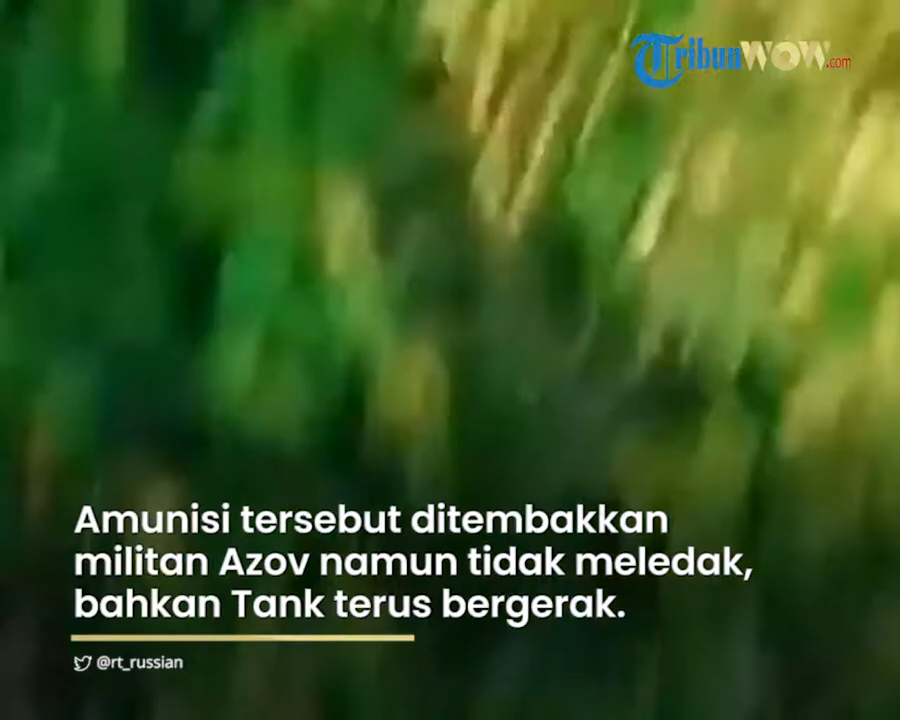 TribunWOW.com
Amunisi tersebut ditembakkan
militan Azov namun tidak meledak,
bahkan Tank terus bergerak.
@rt_russian